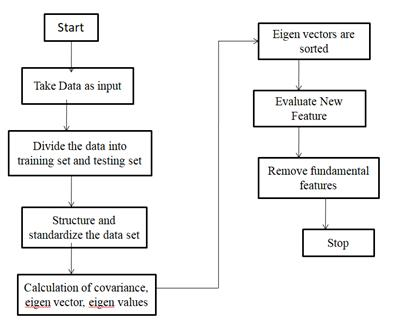 Start
Take Data as input
Divide the data into
training set and testing set
Structure and
standardize the data set
Calculation of covariance,
eigen vector, eigen values
Eigen vectors are
sorted
Evaluate New
Feature
Remove fundamental
features
Stop